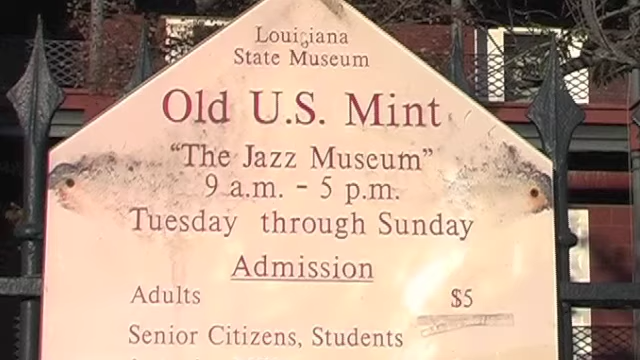 Louisiana
State Museum
Old U.S. Mint
"The Jazz Museum"
9 a.m. - 5 p.m.
Tuesday through Sunday
Admission
Adults $5
Senior Citizens, Students